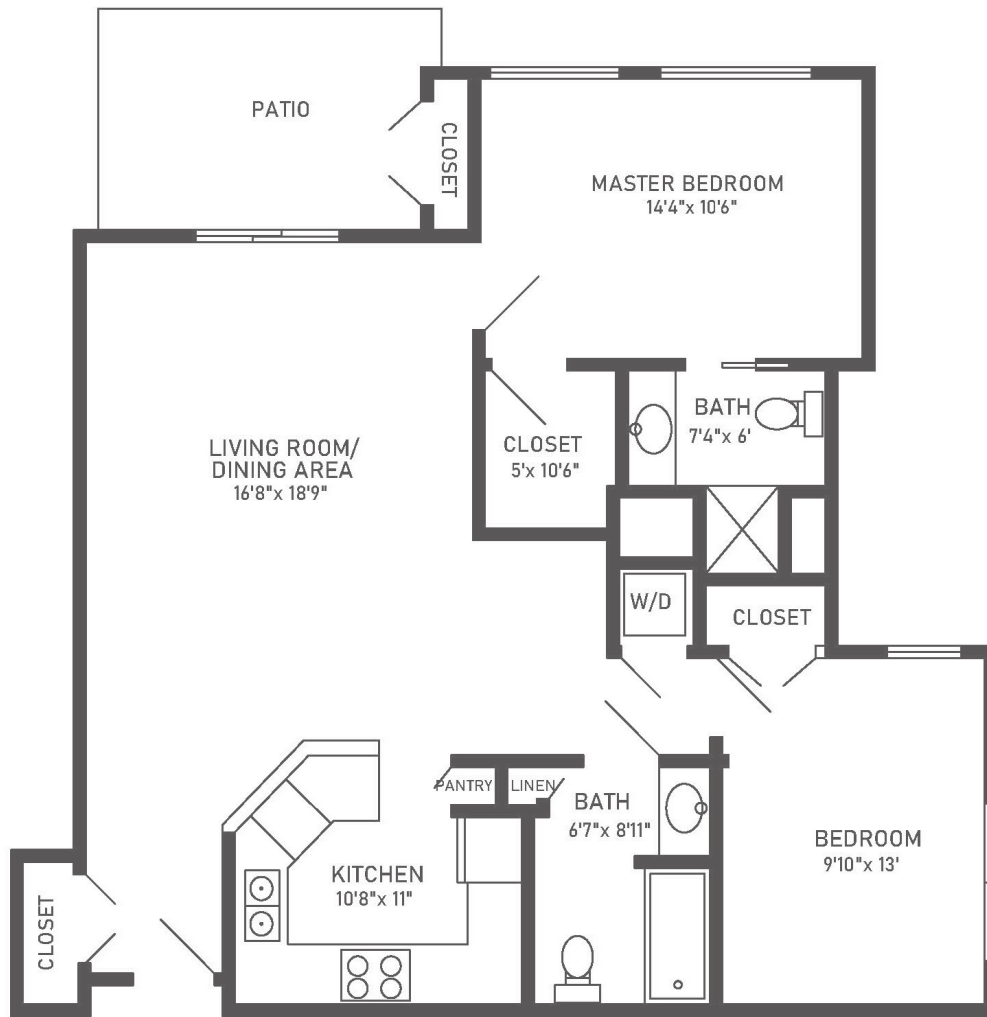 PATIO
CLOSET
MASTER BEDROOM
14'4"x 10'6"
LIVING ROOM/
DINING AREA
16'8"x 18'9"
CLOSET
5'x 10'6"
BATH
7'4"x 6'
W/D
CLOSET
PANTRY
LINEN
BATH
6'7"x 8'11"
KITCHEN
10'8"x 11"
BEDROOM
9'10"x 13'
CLOSET